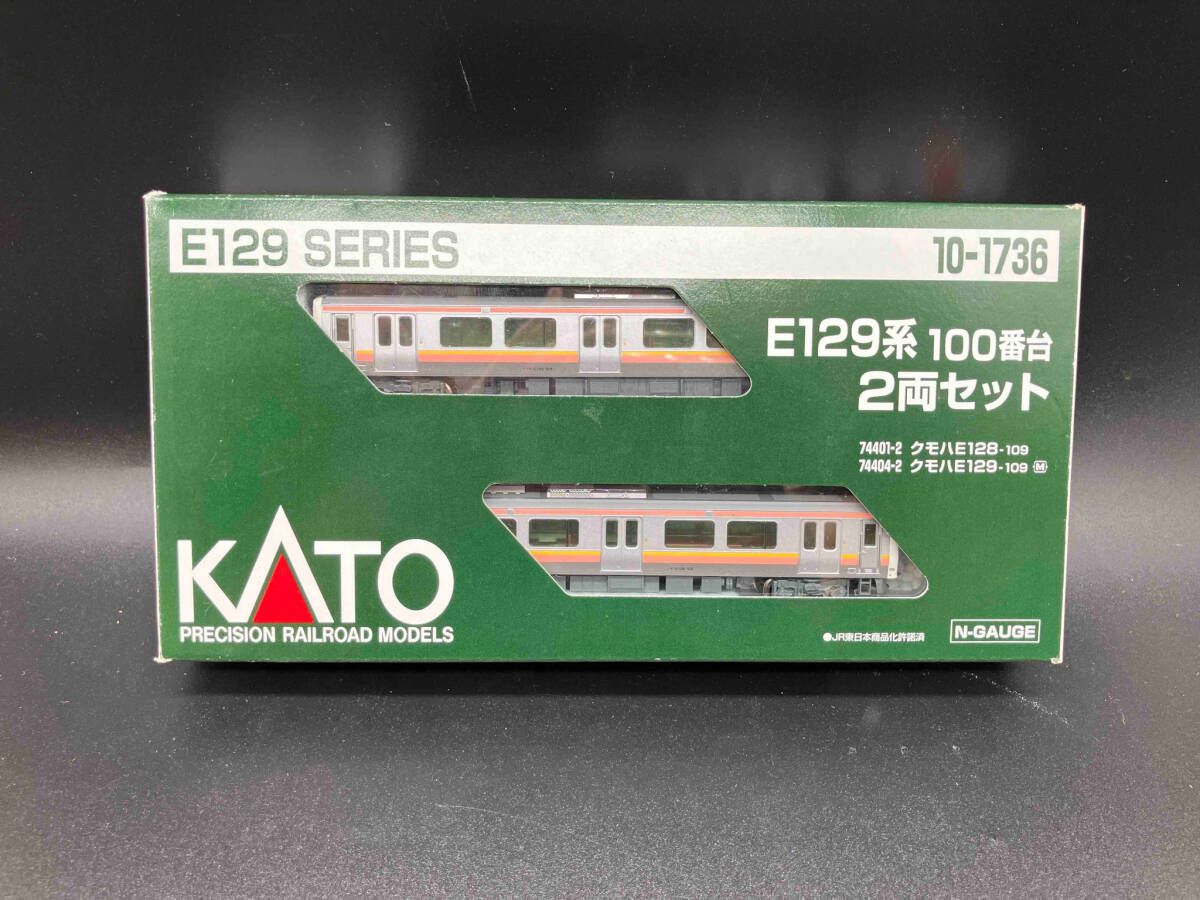 E129 SERIES
10-1736
E129系 100番台
2両セット
74401-2 クモハE128-109
74404-2 クモハE129-109 M
KATO
PRECISION RAILROAD MODELS
●JR東日本商品化許諾済
N-GAUGE